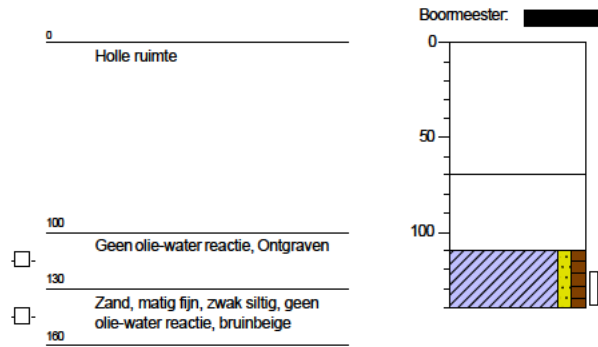 Boormeester:
0
Holle ruimte
100
Geen olie-water reactie, Ontgraven
130
Zand, matig fijn, zwak siltig, geen
olie-water reactie, bruinbeige
160
0
50
100